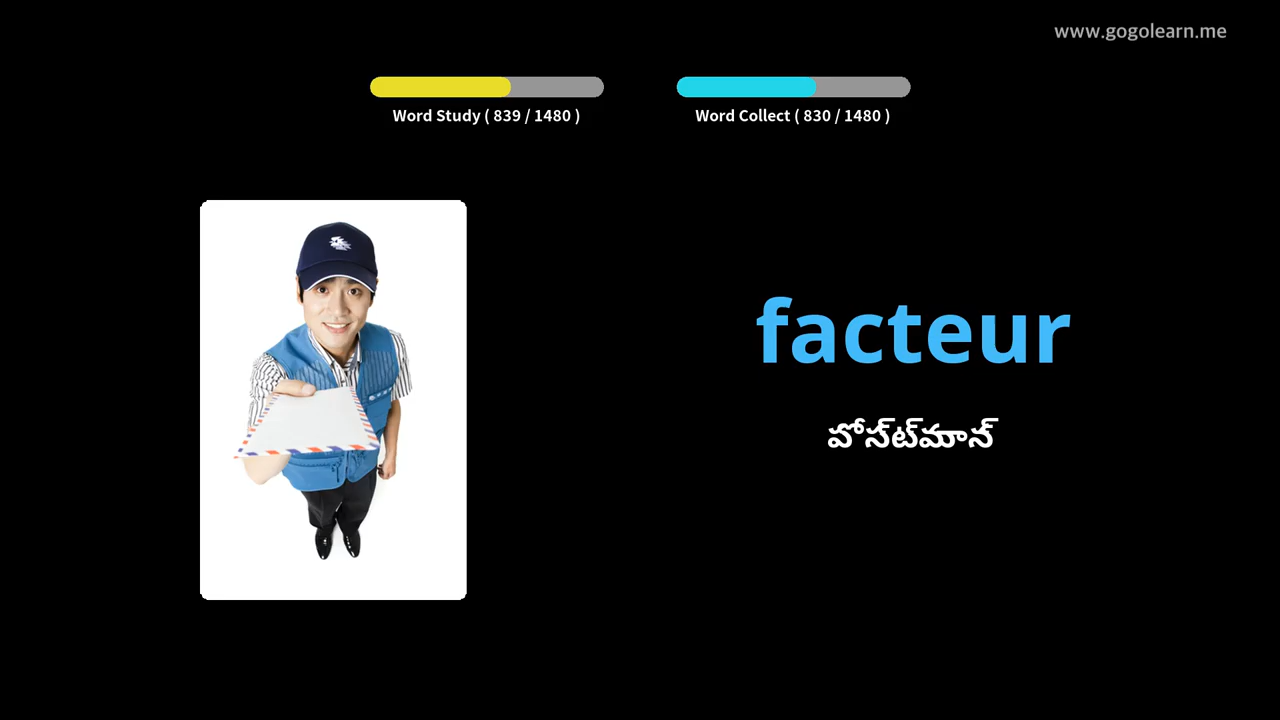 www.gogolearn.me
Word Study ( 839 / 1480 )
Word Collect ( 830 / 1480 )
facteur
పోస్ట్‌మాన్